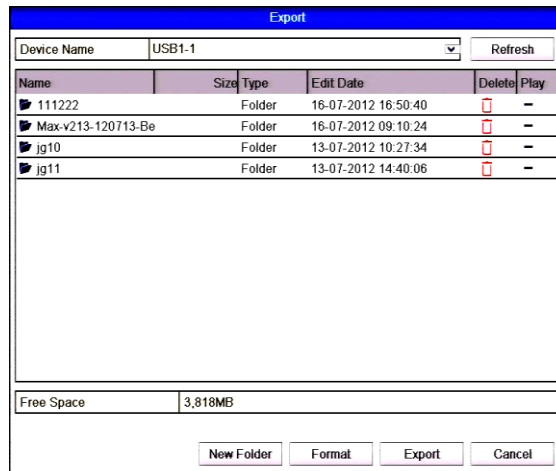 Export
Device Name USB1-1 Refresh
Name Size Type Edit Date Delete Play
111222 Folder 16-07-2012 16:50:40 –
Max-v213-120713-Be Folder 16-07-2012 09:10:24 –
jg10 Folder 13-07-2012 10:27:34 –
jg11 Folder 13-07-2012 14:40:06 –
Free Space 3,818MB
New Folder Format Export Cancel